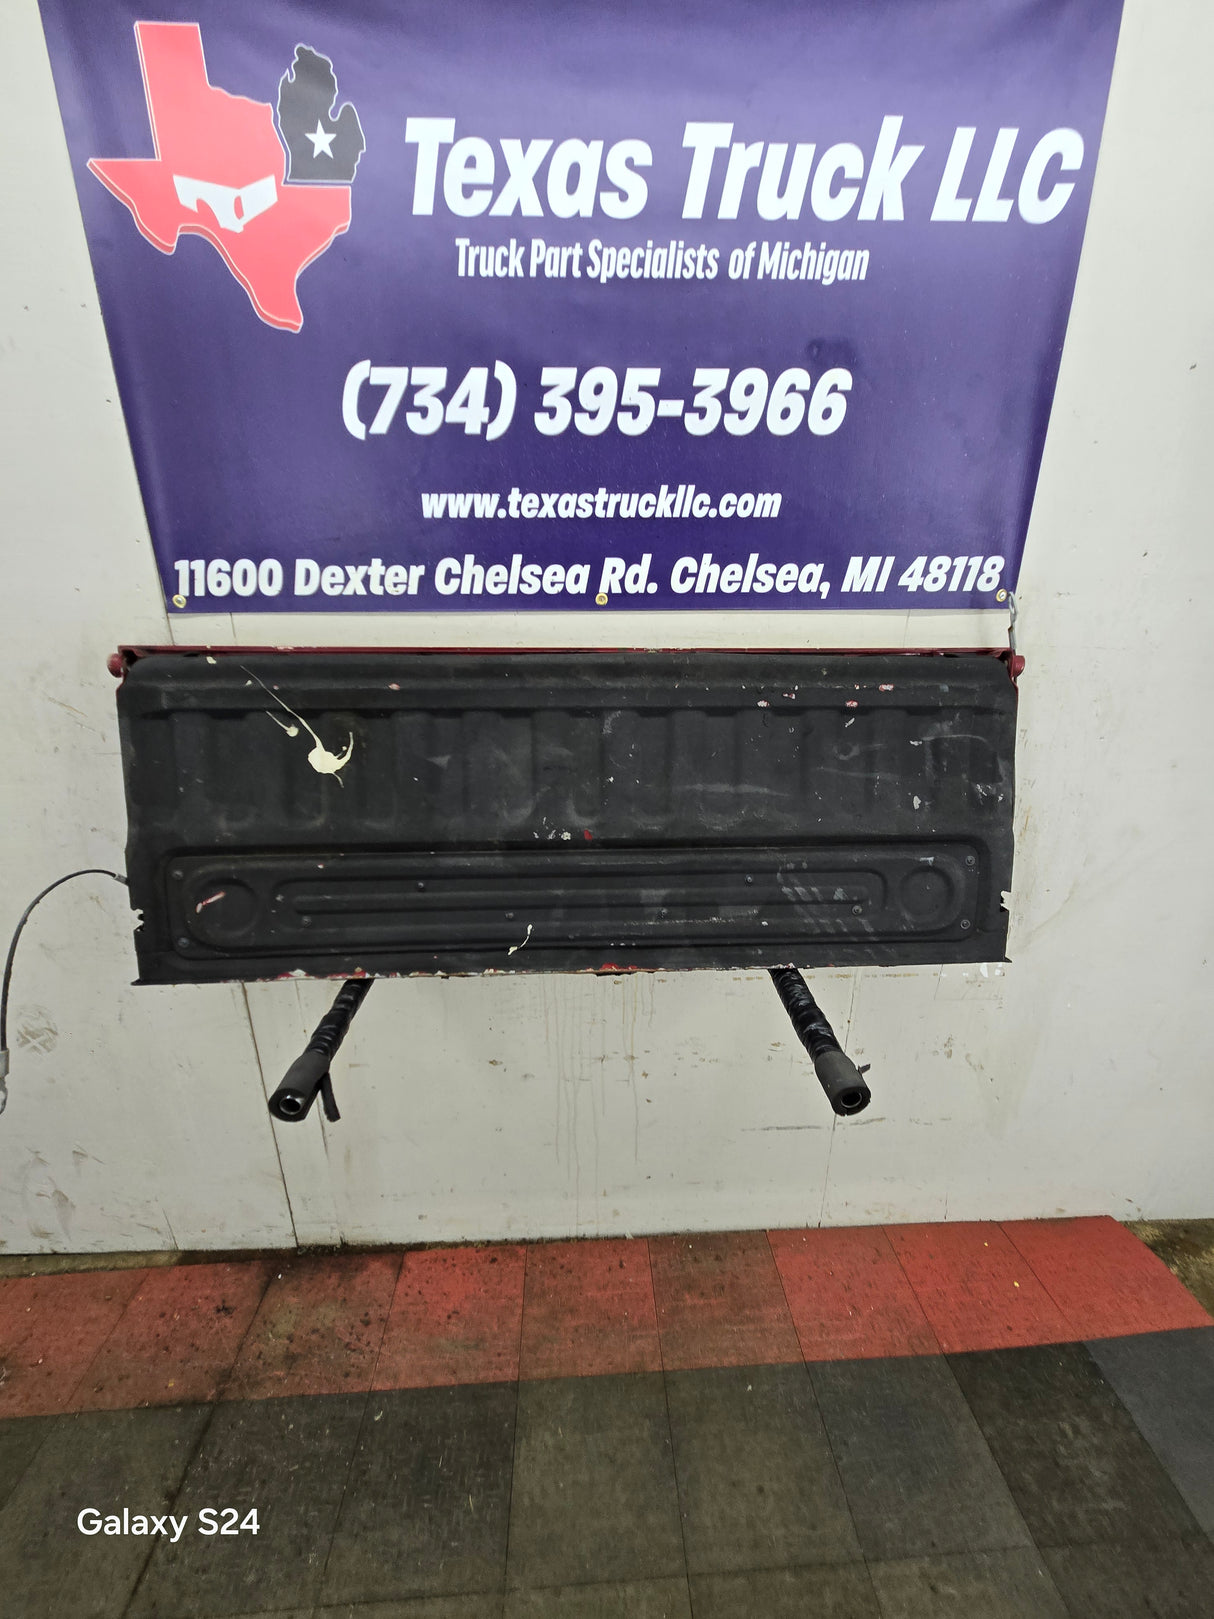 Texas Truck LLC
Truck Part Specialists of Michigan
(734) 395-3966
www.texastruckllc.com
11600 Dexter Chelsea Rd. Chelsea, MI 48118
Galaxy S24